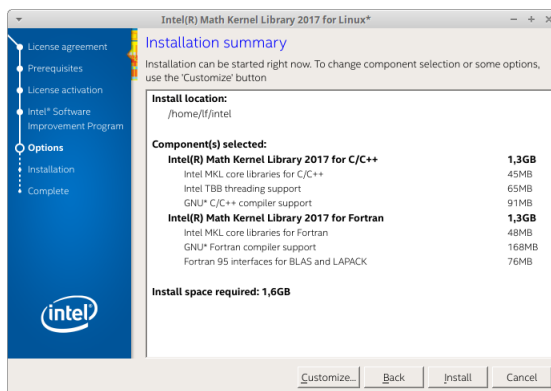 Intel(R) Math Kernel Library 2017 for Linux*
License agreement
Prerequisites
License activation
Intel® Software
Improvement Program
Options
Installation
Complete
intel
Installation summary
Installation can be started right now. To change component selection or some options,
use the 'Customize' button
Install location:
/home/lf/intel
Component(s) selected:
Intel(R) Math Kernel Library 2017 for C/C++ 1,3GB
Intel MKL core libraries for C/C++ 45MB
Intel TBB threading support 65MB
GNU* C/C++ compiler support 91MB
Intel(R) Math Kernel Library 2017 for Fortran 1,3GB
Intel MKL core libraries for Fortran 48MB
GNU* Fortran compiler support 168MB
Fortran 95 interfaces for BLAS and LAPACK 76MB
Install space required: 1,6GB
Customize... Back Install Cancel